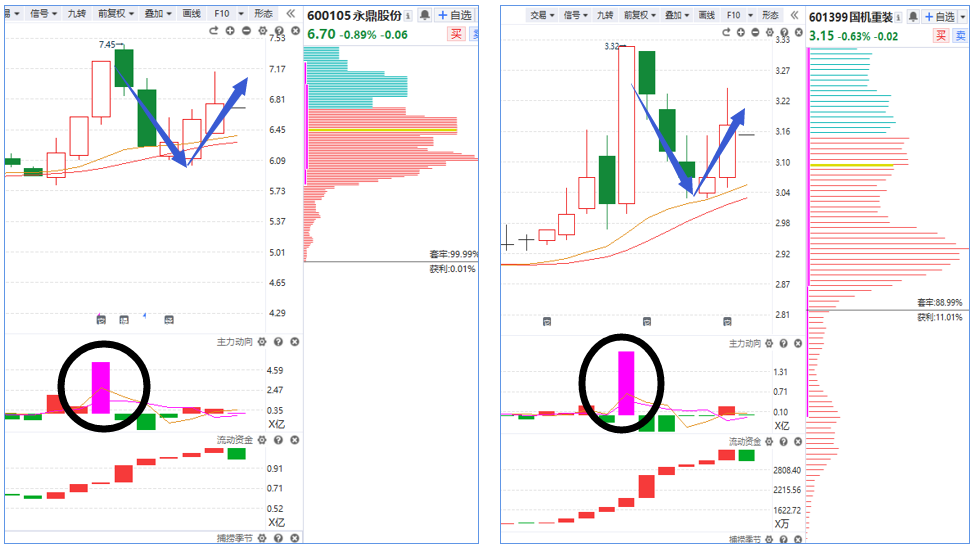 易 信号 九转 前复权 叠加 画线 F10 形态
600105 永鼎股份
自选
6.70 -0.89% -0.06
买
7.53
7.45
7.17
6.81
6.45
6.09
5.73
5.37
5.01
套牢:99.99%
获利:0.01%
4.65
4.29
主力动向
4.59
2.47
0.35
X亿
流动资金
0.91
0.71
0.52
X亿
捕捞季节
交易 信号 九转 前复权 叠加 画线 F10 形态
601399 国机重装
自选
3.15 -0.63% -0.02
买 卖
3.33
3.32
3.27
3.22
3.16
3.10
3.04
2.98
2.92
2.87
套牢:88.99%
获利:11.01%
2.81
主力动向
1.31
0.71
0.10
X亿
流动资金
2808.40
2215.56
1622.72
X万
捕捞季节